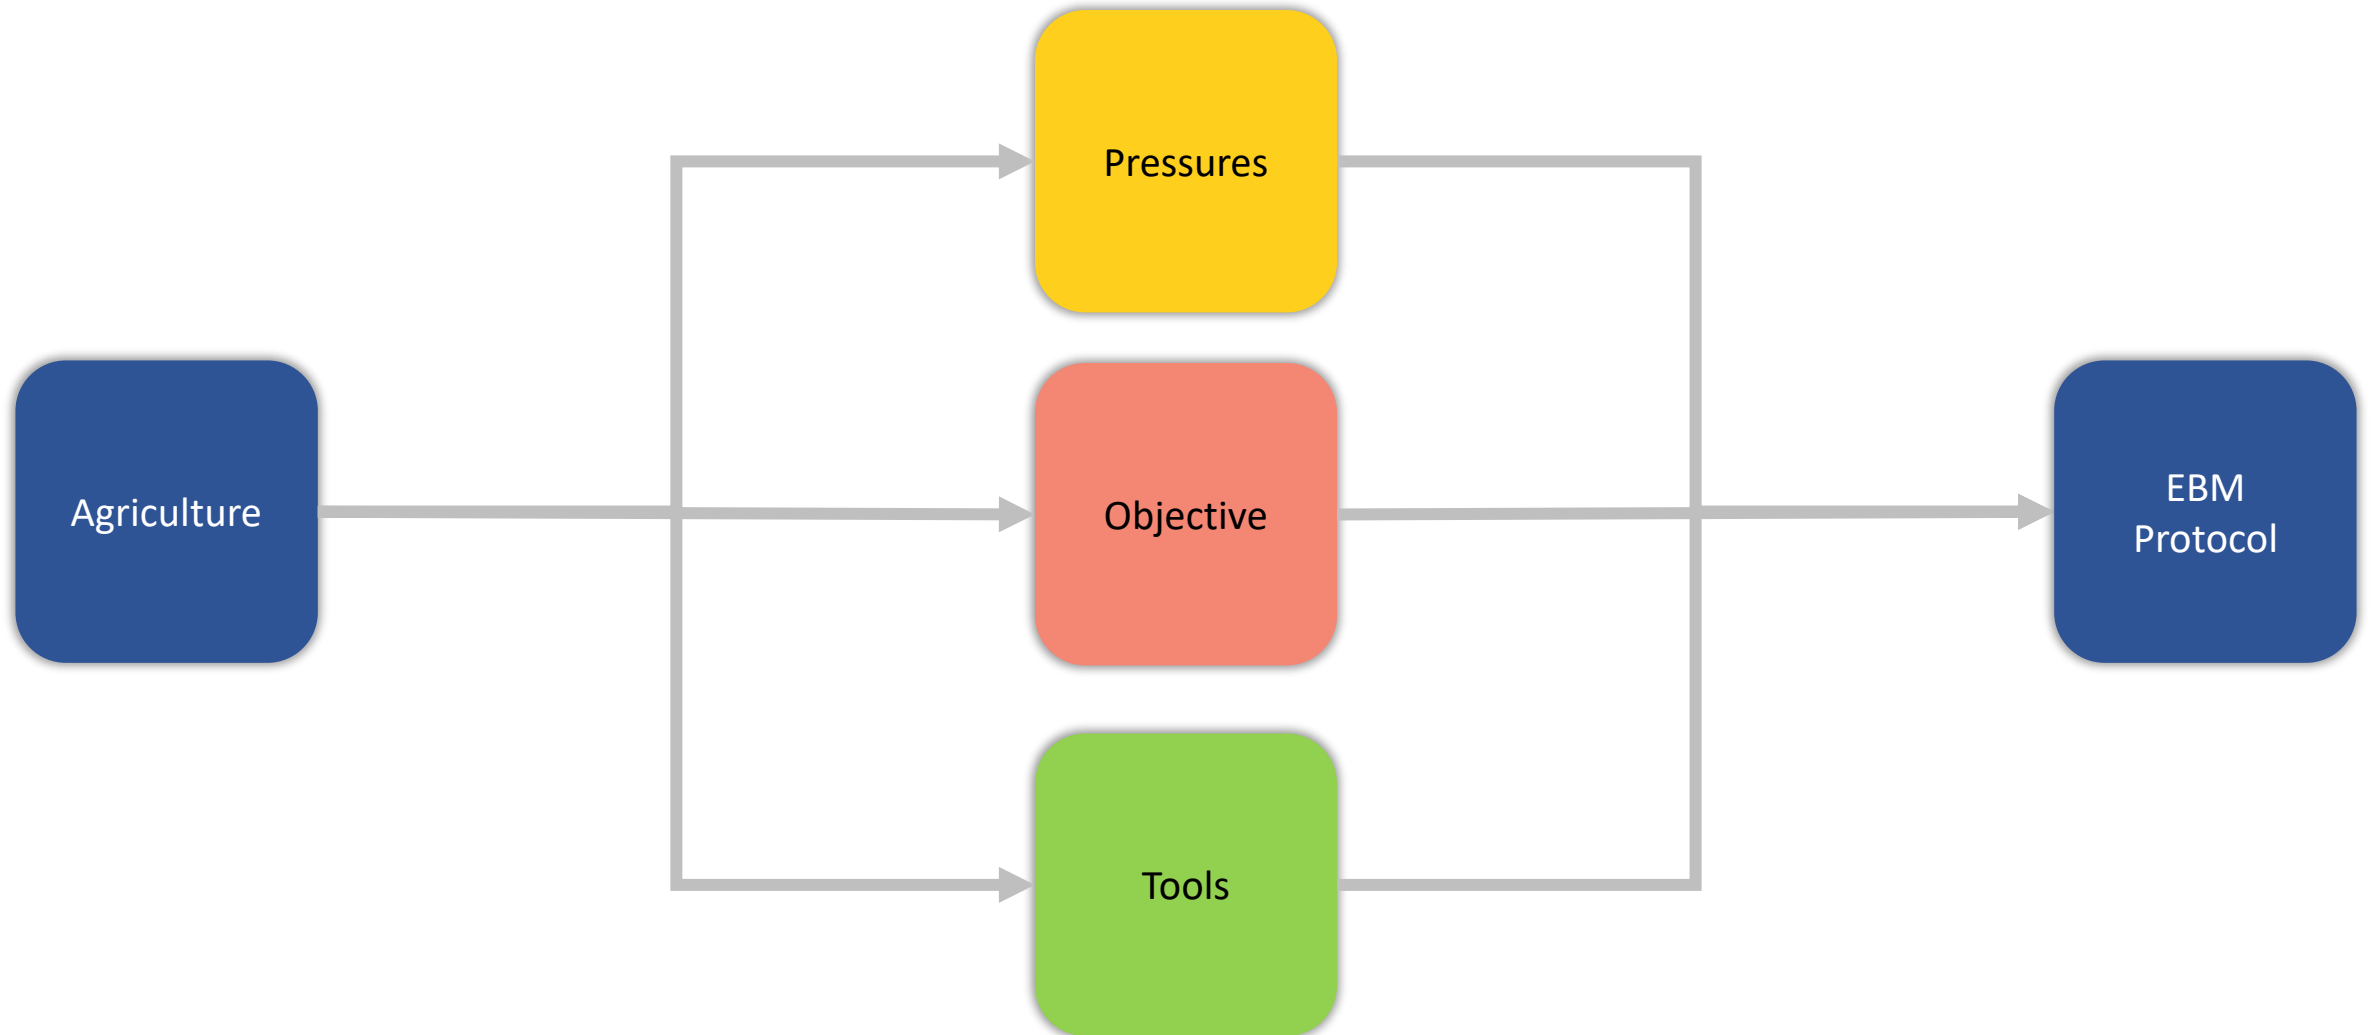 Pressures
Agriculture
Objective
EBM
Protocol
Tools